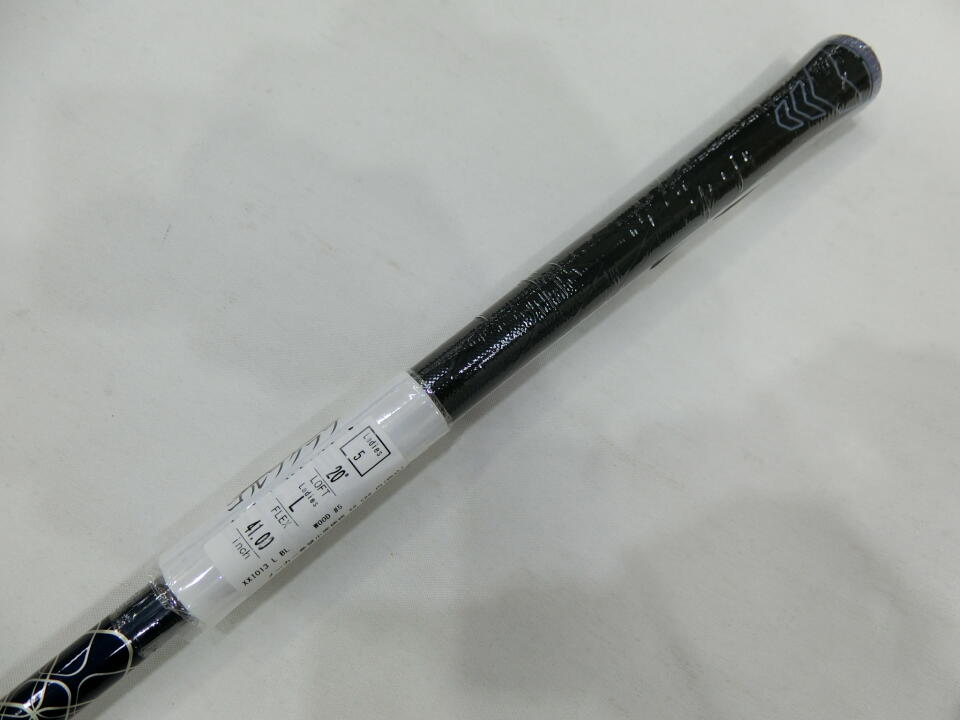 Ladies
5
20°
LOFT
Ladies
L
FLEX
41.00
inch
WOOD #5
XX1013 L BL